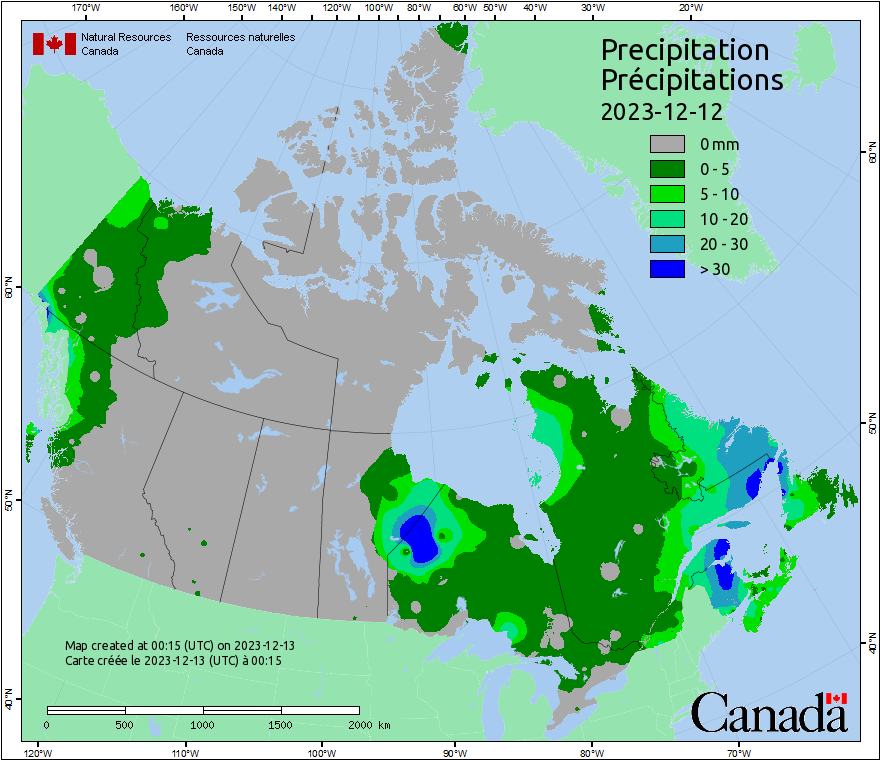 170°W 160°W 150°W 140°W 130°W 120°W 110°W 100°W 90°W 80°W 70°W 60°W 50°W 40°W 30°W 20°W
Natural Resources Canada
Ressources naturelles Canada
Precipitation
Précipitations
2023-12-12
0 mm
0 - 5
5 - 10
10 - 20
20 - 30
> 30
60°N
50°N
40°N
60°N
50°N
40°N
Map created at 00:15 (UTC) on 2023-12-13
Carte créée le 2023-12-13 (UTC) à 00:15
0 500 1000 1500 2000 km
Canada
120°W 110°W 100°W 90°W 80°W 70°W